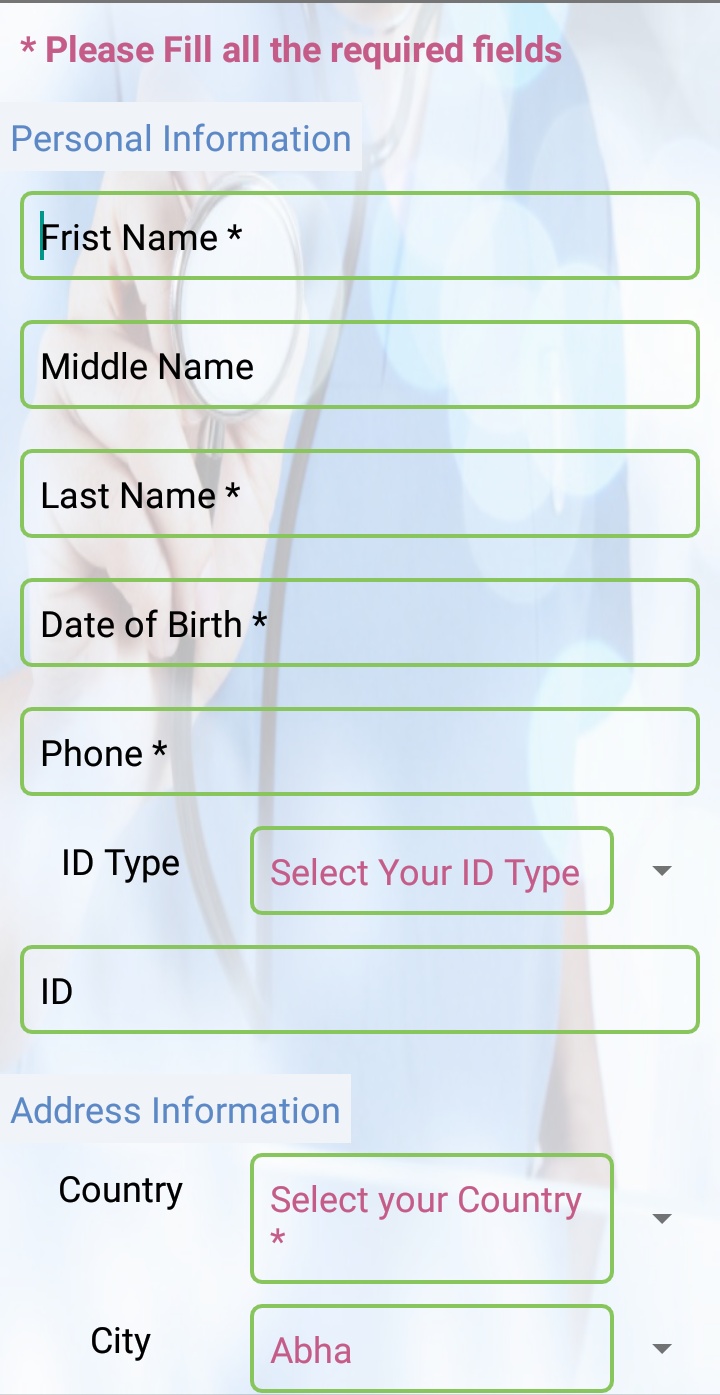 * Please Fill all the required fields
Personal Information
Frist Name *
Middle Name
Last Name *
Date of Birth *
Phone *
ID Type
Select Your ID Type
ID
Address Information
Country
Select your Country
*
City
Abha